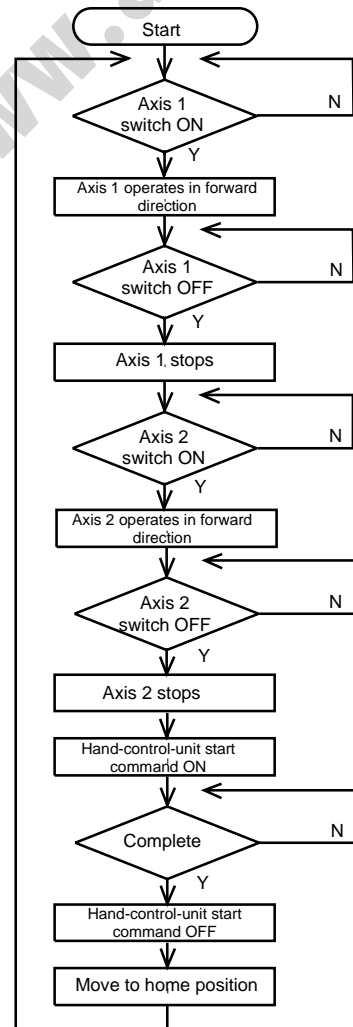 Start
Axis 1
switch ON
N
Y
Axis 1 operates in forward
direction
Axis 1
switch OFF
N
Y
Axis 1 stops
Axis 2
switch ON
N
Y
Axis 2 operates in forward
direction
Axis 2
switch OFF
N
Y
Axis 2 stops
Hand-control-unit start
command ON
Complete
N
Y
Hand-control-unit start
command OFF
Move to home position